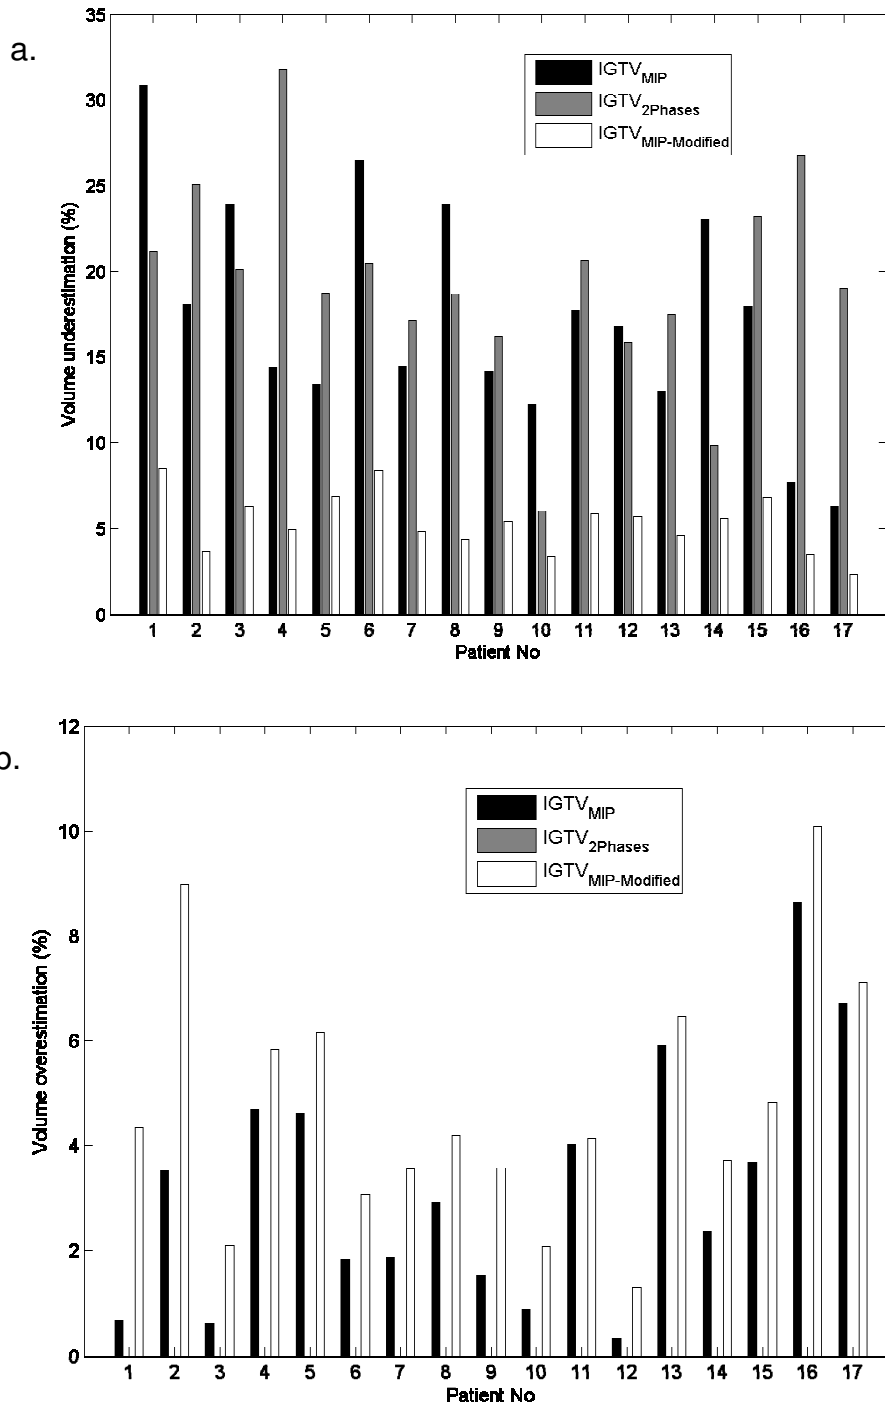 a.
35
30
25
20
15
10
5
0
Volume underestimation (%)
IGTV_MIP
IGTV_2Phases
IGTV_MIP-Modified
1 2 3 4 5 6 7 8 9 10 11 12 13 14 15 16 17
Patient No
b.
12
10
8
6
4
2
0
Volume overestimation (%)
IGTV_MIP
IGTV_2Phases
IGTV_MIP-Modified
1 2 3 4 5 6 7 8 9 10 11 12 13 14 15 16 17
Patient No